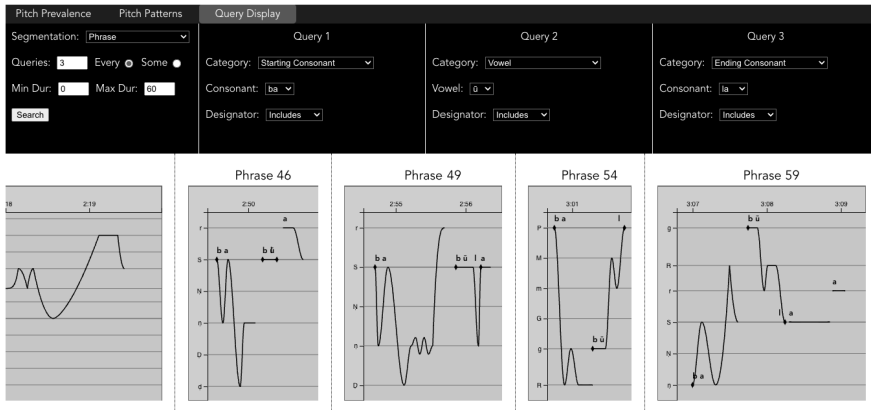 Pitch Prevalence Pitch Patterns Query Display
Segmentation: Phrase
Queries: 3 Every Some
Min Dur: 0 Max Dur: 60
Search
Query 1
Category: Starting Consonant
Consonant: ba
Designator: Includes
Query 2
Category: Vowel
Vowel: ū
Designator: Includes
Query 3
Category: Ending Consonant
Consonant: la
Designator: Includes
18 2:19
Phrase 46
2:50
a
r
b a b
S
N
n
D
d
Phrase 49
2:55 2:56
r
b a b ū l a
S
N
n
D
Phrase 54
3:01
b a l
P
M
m
G
b ū
g
R
Phrase 59
3:07 3:08 3:09
b ū
g
R
a
r
l a
S
N
b a
n